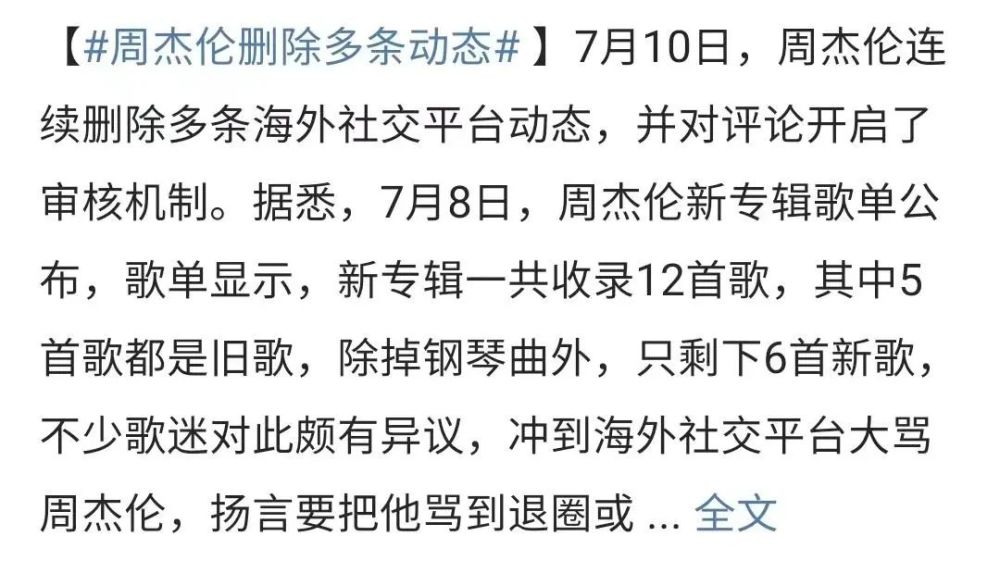 【#周杰伦删除多条动态#】7月10日，周杰伦连
续删除多条海外社交平台动态，并对评论开启了
审核机制。据悉，7月8日，周杰伦新专辑歌单公
布，歌单显示，新专辑一共收录12首歌，其中5
首歌都是旧歌，除掉钢琴曲外，只剩下6首新歌，
不少歌迷对此颇有异议，冲到海外社交平台大骂
周杰伦，扬言要把他骂到退圈或 ... 全文